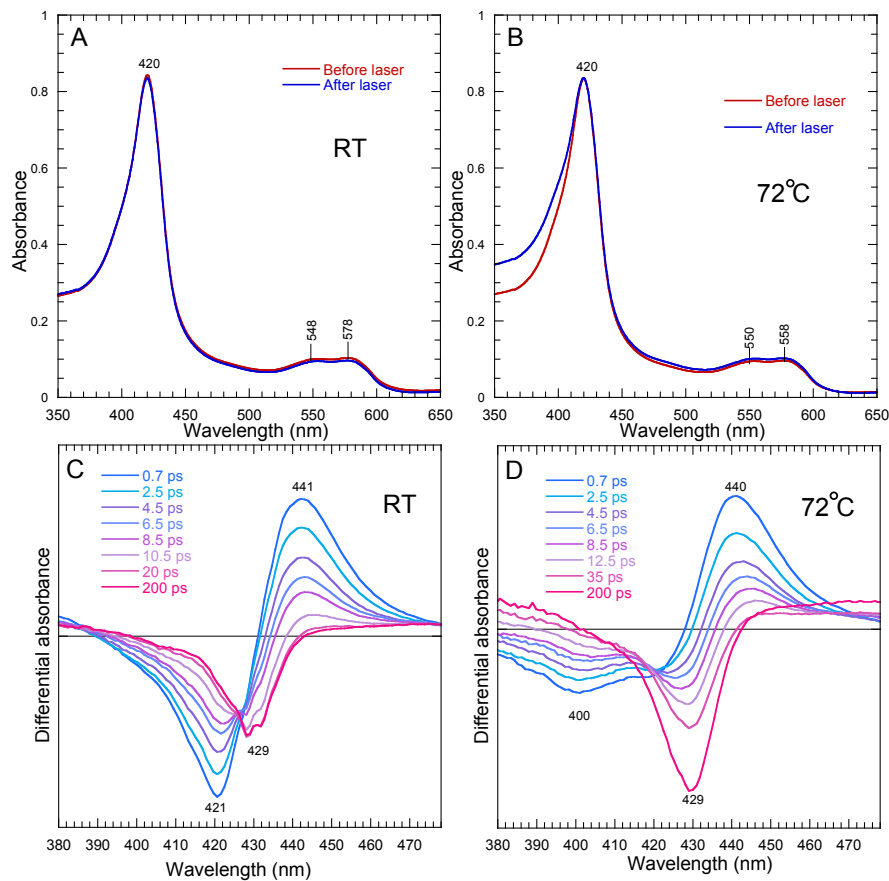 A
420
Before laser
After laser
RT
548
578
1
0.8
0.6
0.4
0.2
0
350
400
450
500
550
600
650
Absorbance
Wavelength (nm)
B
420
Before laser
After laser
72°C
550
558
1
0.8
0.6
0.4
0.2
0
350
400
450
500
550
600
650
Absorbance
Wavelength (nm)
C
0.7 ps
2.5 ps
4.5 ps
6.5 ps
8.5 ps
10.5 ps
20 ps
200 ps
441
RT
429
421
Differential absorbance
380
390
400
410
420
430
440
450
460
470
Wavelength (nm)
D
0.7 ps
2.5 ps
4.5 ps
6.5 ps
8.5 ps
12.5 ps
35 ps
200 ps
440
72°C
400
429
Differential absorbance
380
390
400
410
420
430
440
450
460
470
Wavelength (nm)